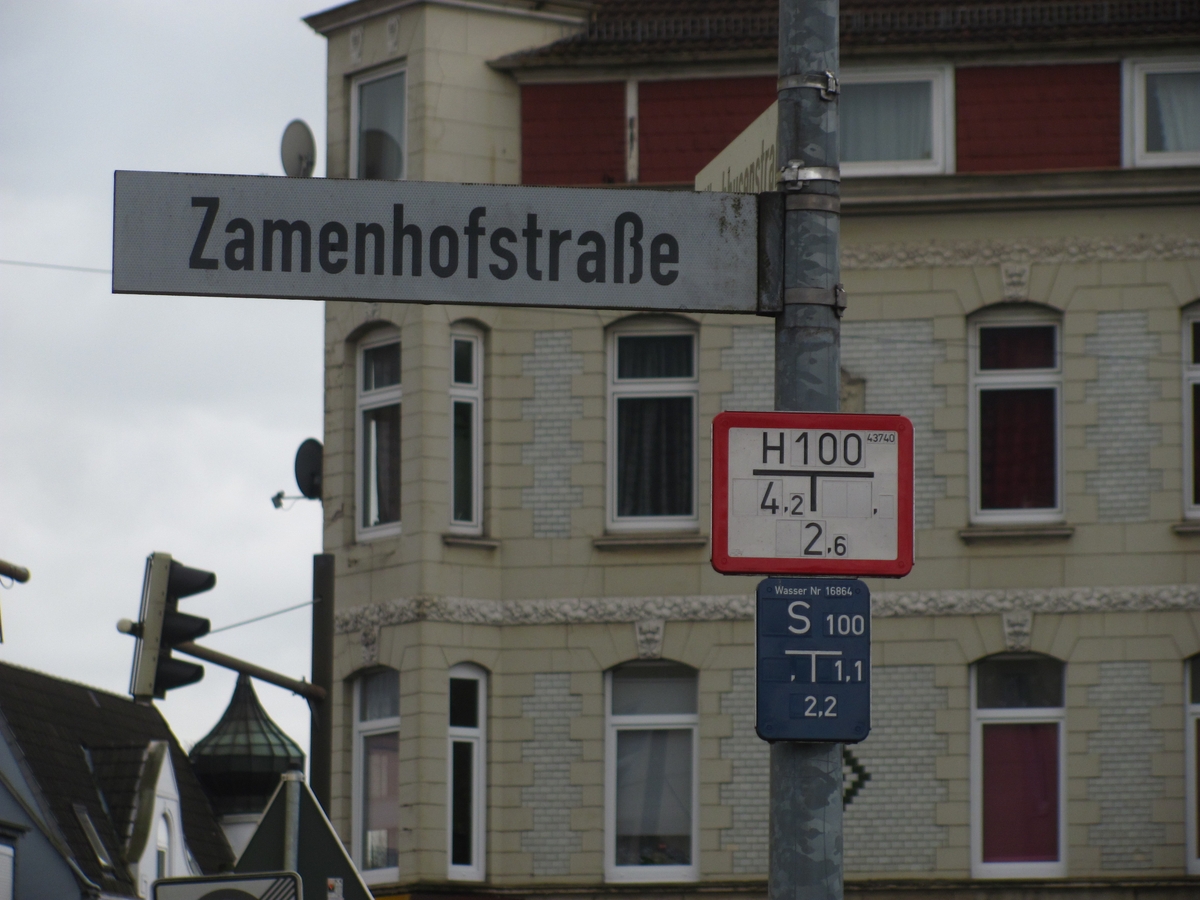 Zamenhofstraße
H100 43740
4,2 ,
2,6
Wasser Nr 16864
S 100
, 1,1
2,2